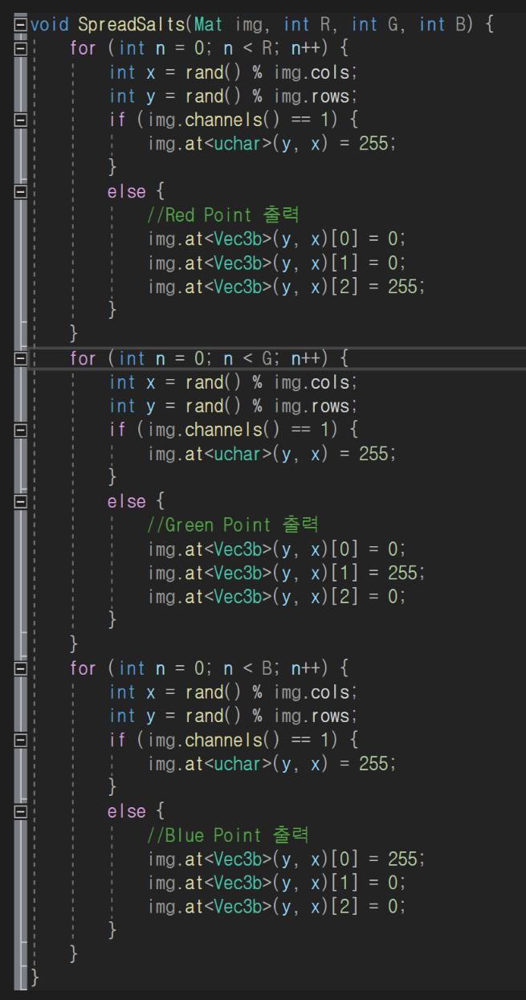 void SpreadSalts(Mat img, int R, int G, int B) {
    for (int n = 0; n < R; n++) {
        int x = rand() % img.cols;
        int y = rand() % img.rows;
        if (img.channels() == 1) {
            img.at<uchar>(y, x) = 255;
        }
        else {
            //Red Point 출력
            img.at<Vec3b>(y, x)[0] = 0;
            img.at<Vec3b>(y, x)[1] = 0;
            img.at<Vec3b>(y, x)[2] = 255;
        }
    }
    for (int n = 0; n < G; n++) {
        int x = rand() % img.cols;
        int y = rand() % img.rows;
        if (img.channels() == 1) {
            img.at<uchar>(y, x) = 255;
        }
        else {
            //Green Point 출력
            img.at<Vec3b>(y, x)[0] = 0;
            img.at<Vec3b>(y, x)[1] = 255;
            img.at<Vec3b>(y, x)[2] = 0;
        }
    }
    for (int n = 0; n < B; n++) {
        int x = rand() % img.cols;
        int y = rand() % img.rows;
        if (img.channels() == 1) {
            img.at<uchar>(y, x) = 255;
        }
        else {
            //Blue Point 출력
            img.at<Vec3b>(y, x)[0] = 255;
            img.at<Vec3b>(y, x)[1] = 0;
            img.at<Vec3b>(y, x)[2] = 0;
        }
    }
}